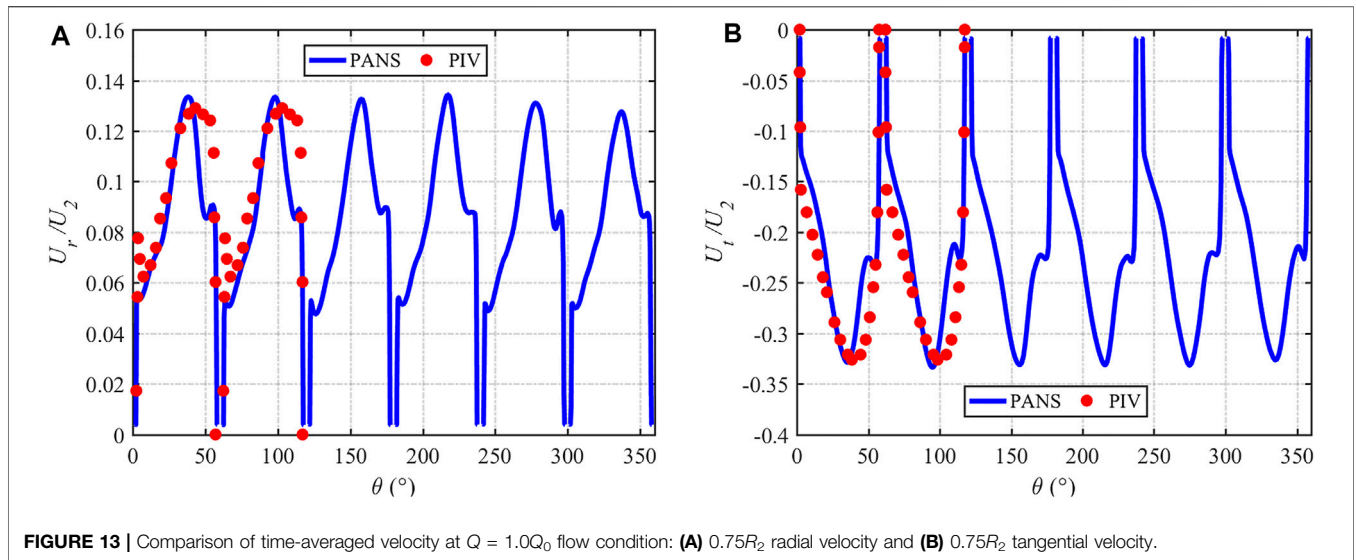 A
0.16
0.14
0.12
0.1
0.08
0.06
0.04
0.02
0
U_r/U_2
PANS PIV
0 50 100 150 200 250 300 350
θ (°)
B
0
-0.05
-0.1
-0.15
-0.2
-0.25
-0.3
-0.35
-0.4
U_t/U_2
PANS PIV
0 50 100 150 200 250 300 350
θ (°)
FIGURE 13 | Comparison of time-averaged velocity at Q = 1.0Q₀ flow condition: (A) 0.75R₂ radial velocity and (B) 0.75R₂ tangential velocity.